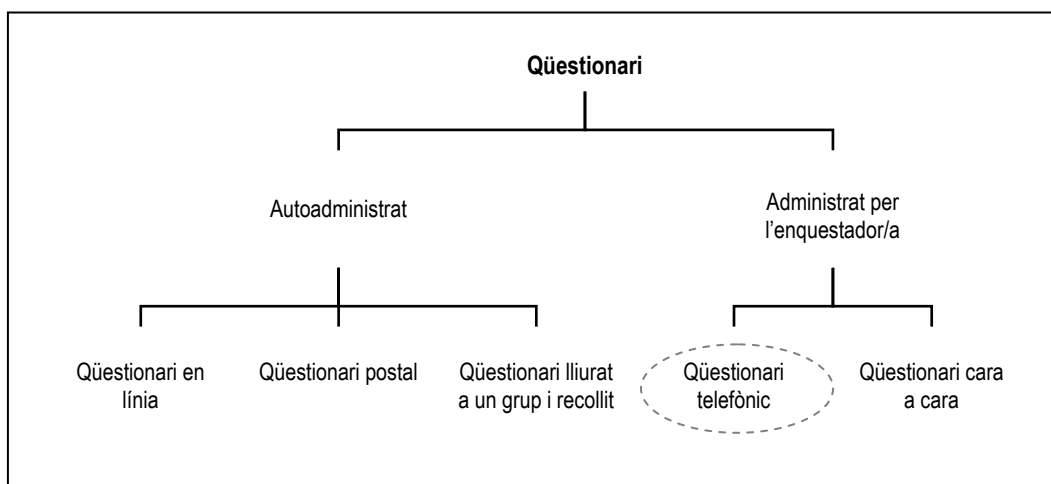 Qüestionari
Autoadministrat
Administrat per
l’enquestador/a
Qüestionari en
línia
Qüestionari postal
Qüestionari lliurat
a un grup i recollit
Qüestionari
telefònic
Qüestionari cara
a cara